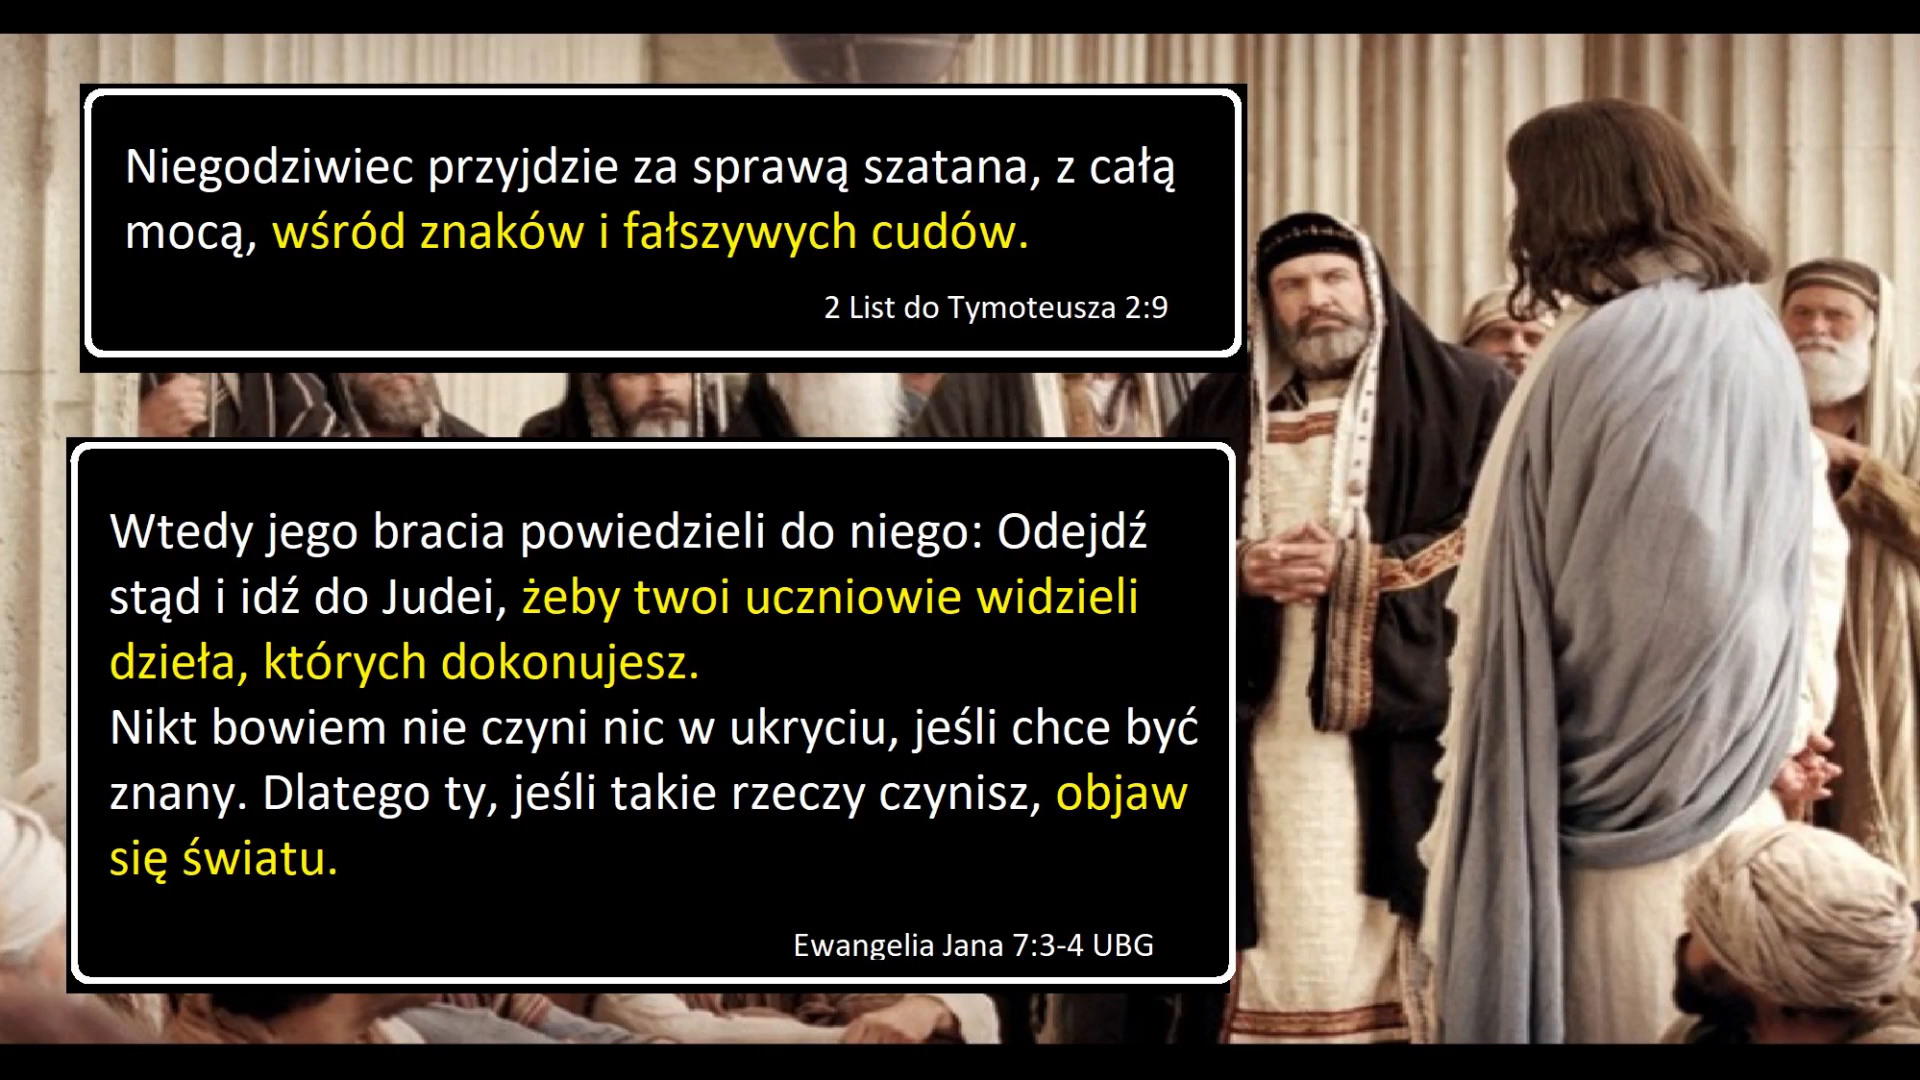 Niegodziwiec przyjdzie za sprawą szatana, z całą
mocą, wśród znaków i fałszywych cudów.
2 List do Tymoteusza 2:9
Wtedy jego bracia powiedzieli do niego: Odejdź
stąd i idź do Judei, żeby twoi uczniowie widzieli
dzieła, których dokonujesz.
Nikt bowiem nie czyni nic w ukryciu, jeśli chce być
znany. Dlatego ty, jeśli takie rzeczy czynisz, objaw
się światu.
Ewangelia Jana 7:3-4 UBG